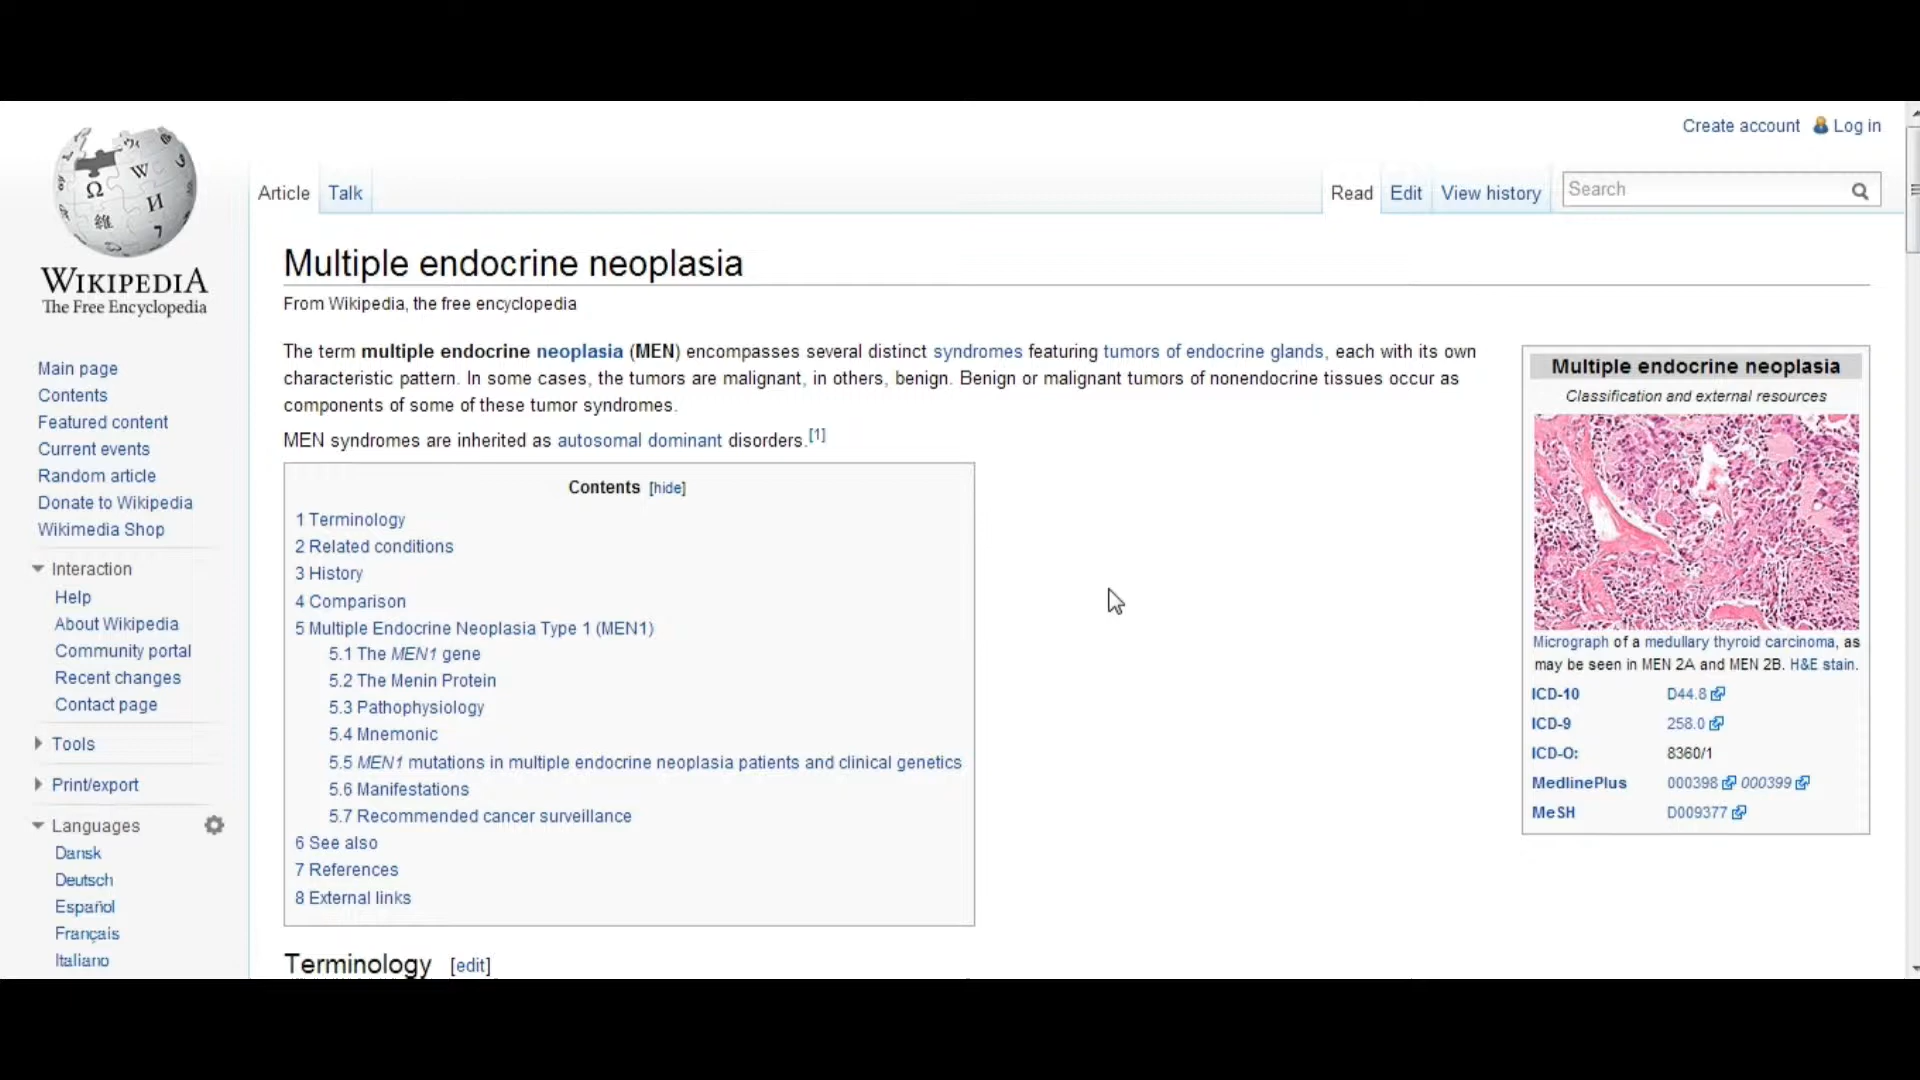 Create account Log in
Article Talk Read Edit View history Search
WIKIPEDIA
The Free Encyclopedia
Main page
Contents
Featured content
Current events
Random article
Donate to Wikipedia
Wikimedia Shop
Interaction
Help
About Wikipedia
Community portal
Recent changes
Contact page
Tools
Print/export
Languages
Dansk
Deutsch
Español
Français
Italiano
Multiple endocrine neoplasia
From Wikipedia, the free encyclopedia
The term multiple endocrine neoplasia (MEN) encompasses several distinct syndromes featuring tumors of endocrine glands, each with its own
characteristic pattern. In some cases, the tumors are malignant, in others, benign. Benign or malignant tumors of nonendocrine tissues occur as
components of some of these tumor syndromes.
MEN syndromes are inherited as autosomal dominant disorders.[1]
Contents [hide]
1 Terminology
2 Related conditions
3 History
4 Comparison
5 Multiple Endocrine Neoplasia Type 1 (MEN1)
5.1 The MEN1 gene
5.2 The Menin Protein
5.3 Pathophysiology
5.4 Mnemonic
5.5 MEN1 mutations in multiple endocrine neoplasia patients and clinical genetics
5.6 Manifestations
5.7 Recommended cancer surveillance
6 See also
7 References
8 External links
Terminology [edit]
Multiple endocrine neoplasia
Classification and external resources
Micrograph of a medullary thyroid carcinoma, as
may be seen in MEN 2A and MEN 2B. H&E stain.
ICD-10 D44.8
ICD-9 258.0
ICD-O: 8360/1
MedlinePlus 000398 000399
MeSH D009377